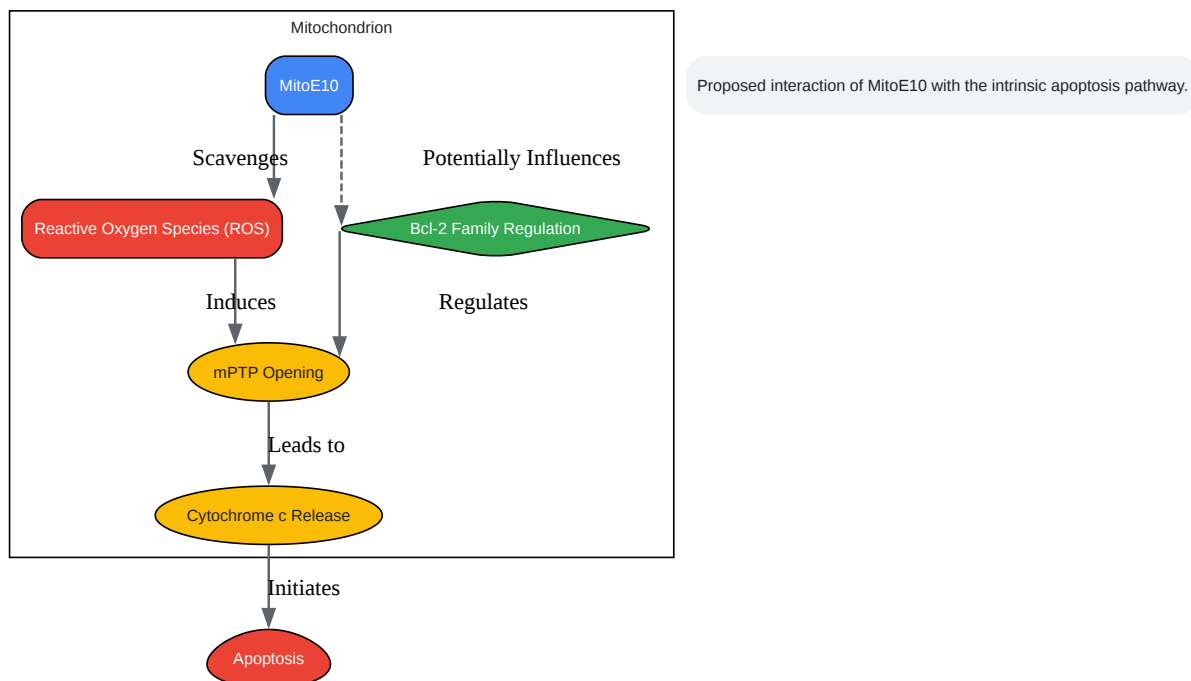 Mitochondrion
MitoE10
Proposed interaction of MitoE10 with the intrinsic apoptosis pathway.
Scavenges
Potentially Influences
Reactive Oxygen Species (ROS)
Bcl-2 Family Regulation
Induces
Regulates
mPTP Opening
Leads to
Cytochrome c Release
Initiates
Apoptosis